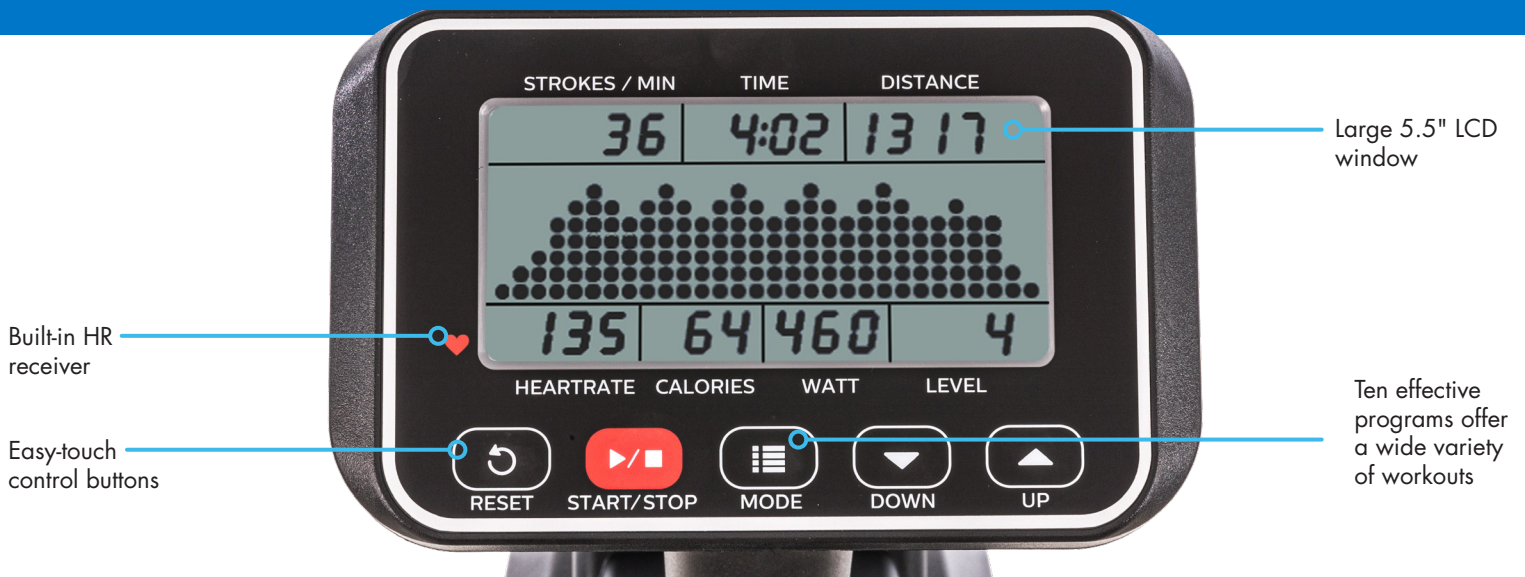 STROKES / MIN TIME DISTANCE
36 4:02 1317
Large 5.5" LCD
window
135 64 460 4
Built-in HR
receiver
HEARTRATE CALORIES WATT LEVEL
Ten effective
programs offer
a wide variety
of workouts
Easy-touch
control buttons
RESET START/STOP MODE DOWN UP